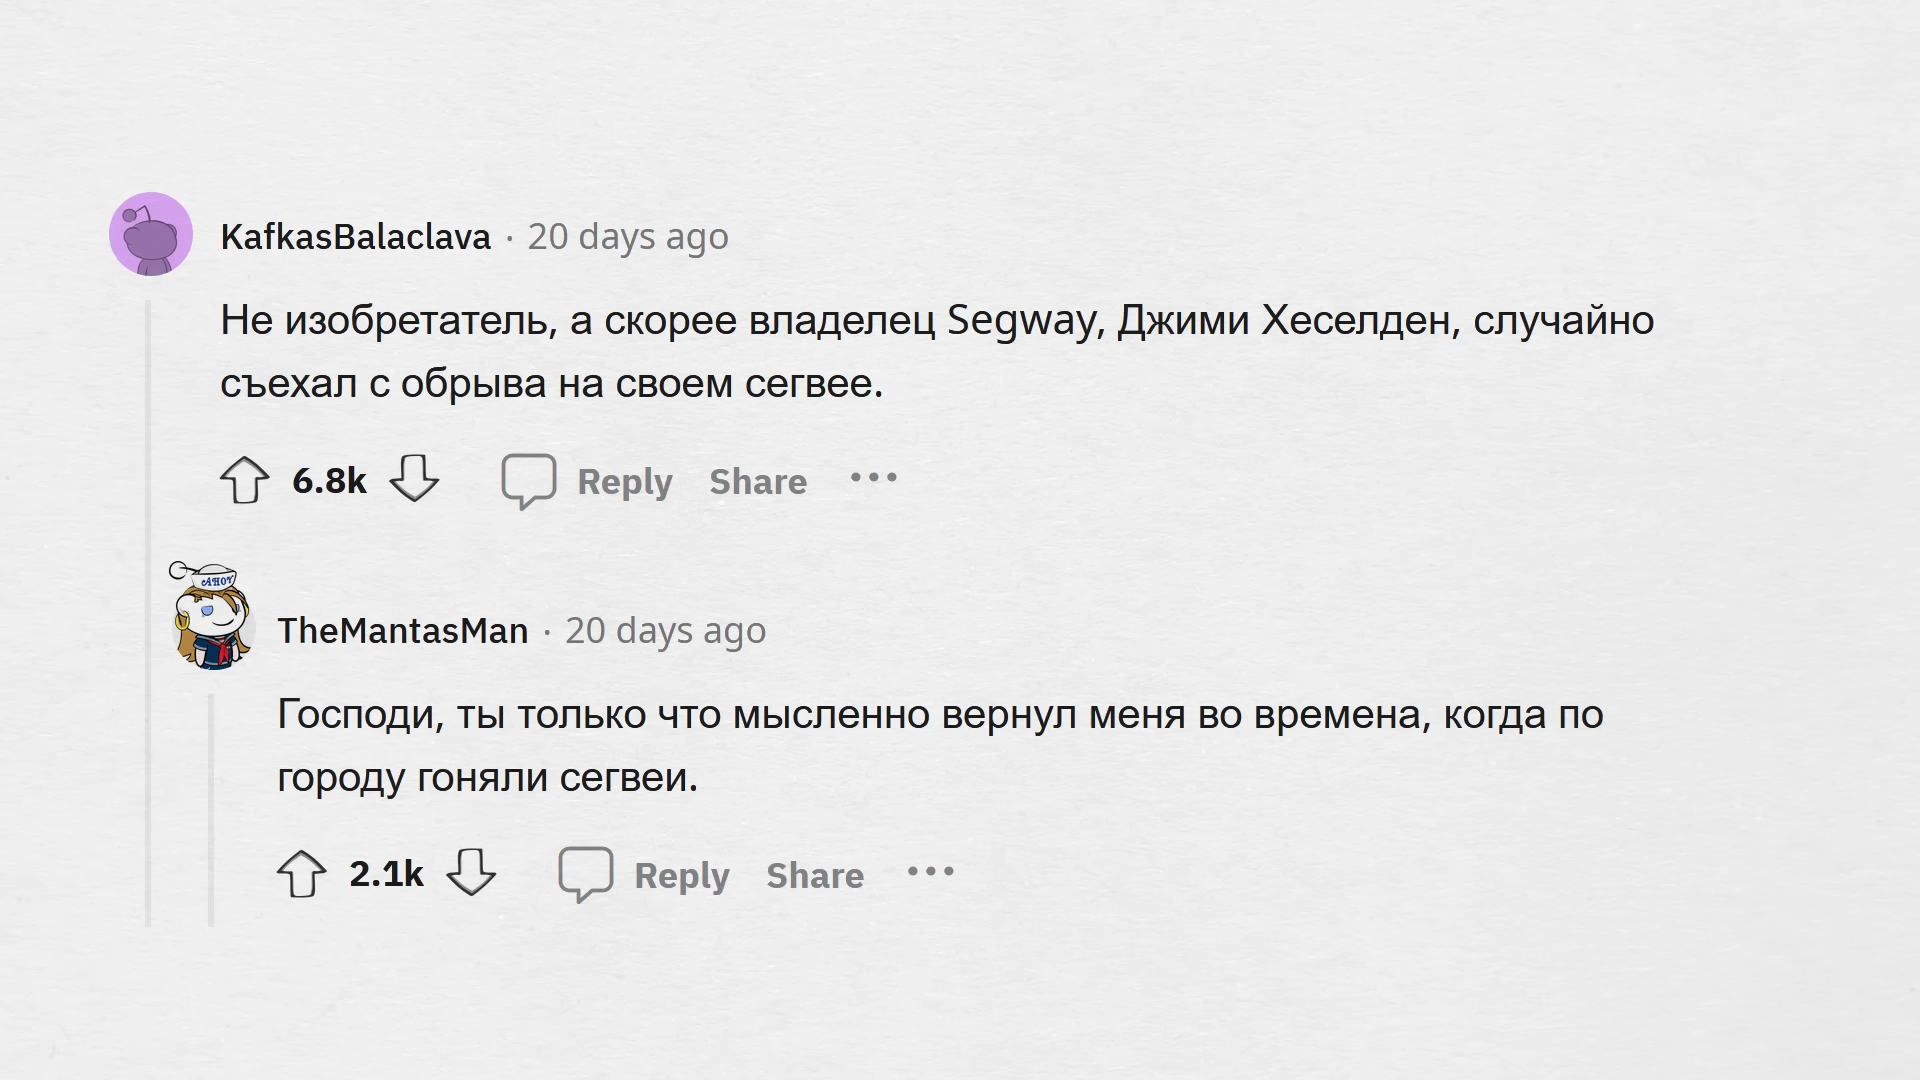 KafkasBalaclava · 20 days ago
Не изобретатель, а скорее владелец Segway, Джими Хеселден, случайно
съехал с обрыва на своем сегвее.
6.8k Reply Share •••
AHOY
TheMantasMan · 20 days ago
Господи, ты только что мысленно вернул меня во времена, когда по
городу гоняли сегвеи.
2.1k Reply Share •••